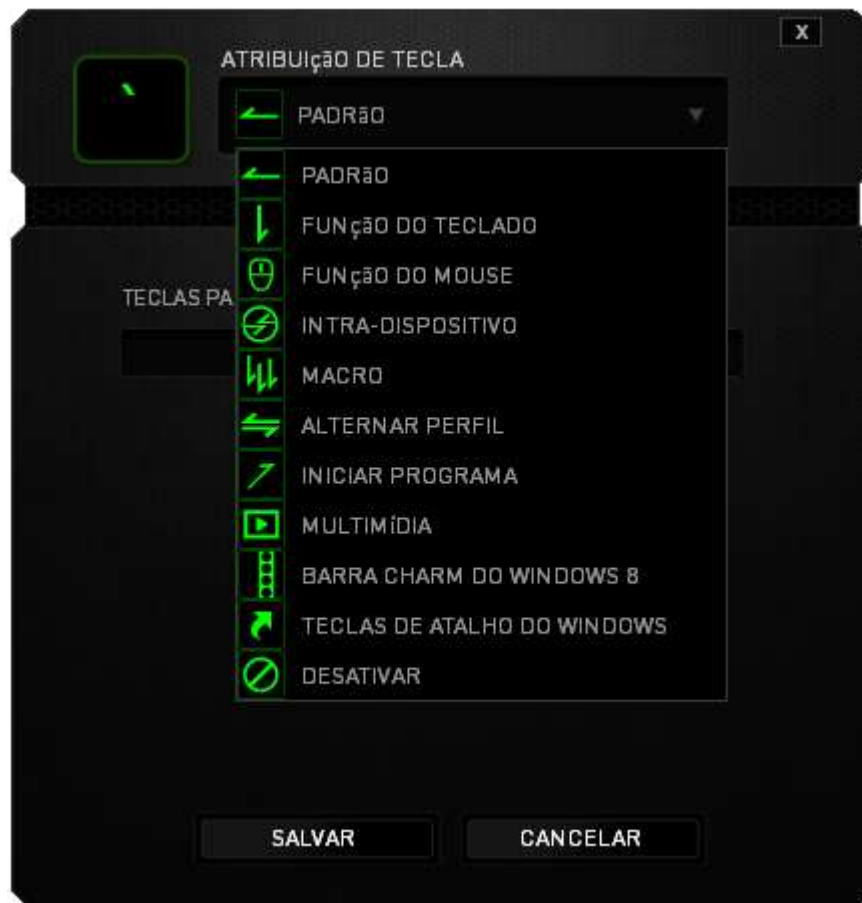 X
ATRIBUIçãO DE TECLA
`
PADRãO
PADRãO
FUNçãO DO TECLADO
FUNçãO DO MOUSE
TECLAS PA
INTRA-DISPOSITIVO
MACRO
ALTERNAR PERFIL
INICIAR PROGRAMA
MULTIMíDIA
BARRA CHARM DO WINDOWS 8
TECLAS DE ATALHO DO WINDOWS
DESATIVAR
SALVAR
CANCELAR